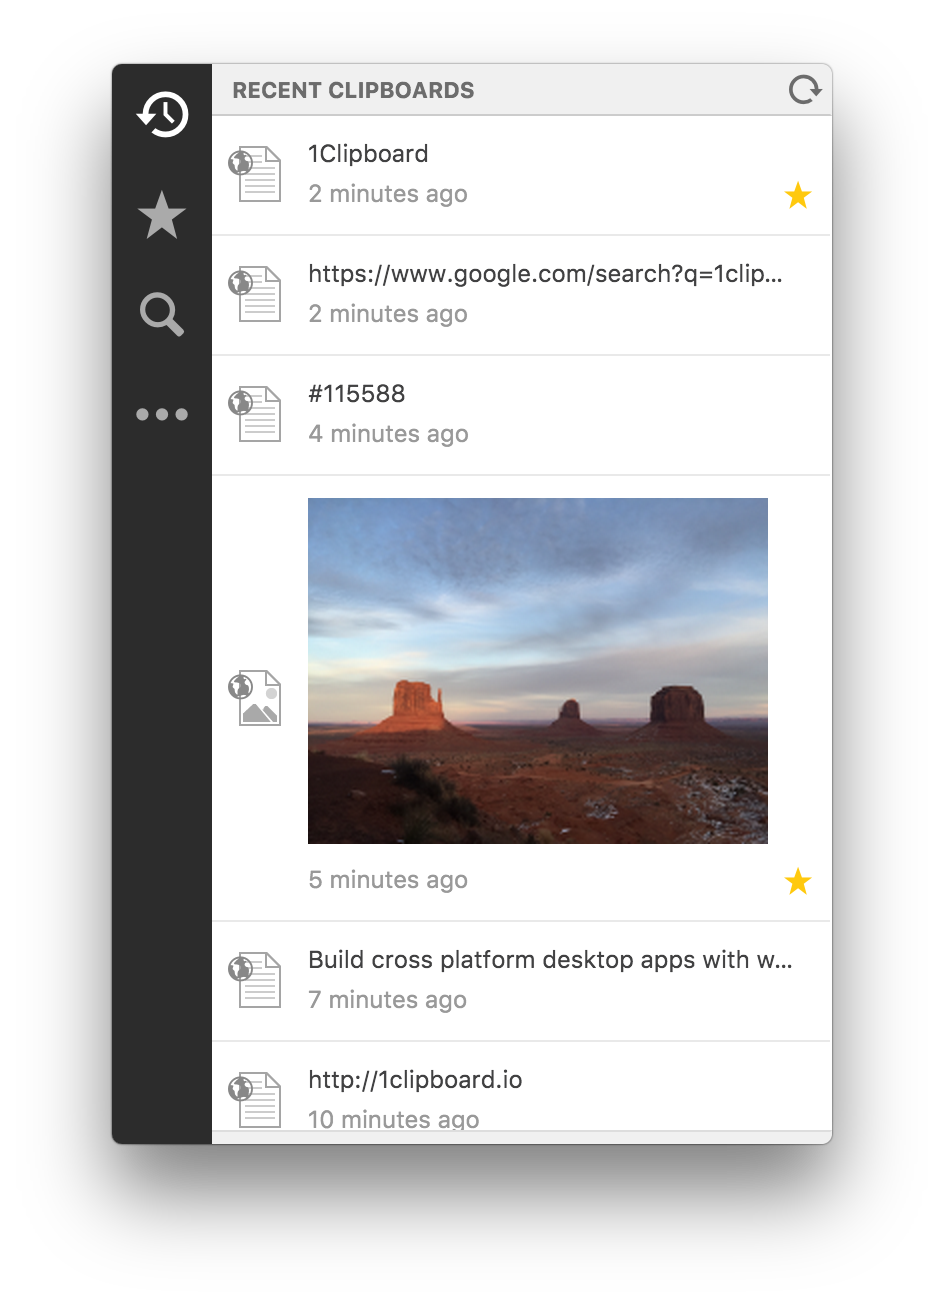 RECENT CLIPBOARDS
1Clipboard
2 minutes ago
https://www.google.com/search?q=1clip...
2 minutes ago
#115588
4 minutes ago
5 minutes ago
Build cross platform desktop apps with w...
7 minutes ago
http://1clipboard.io
10 minutes ago